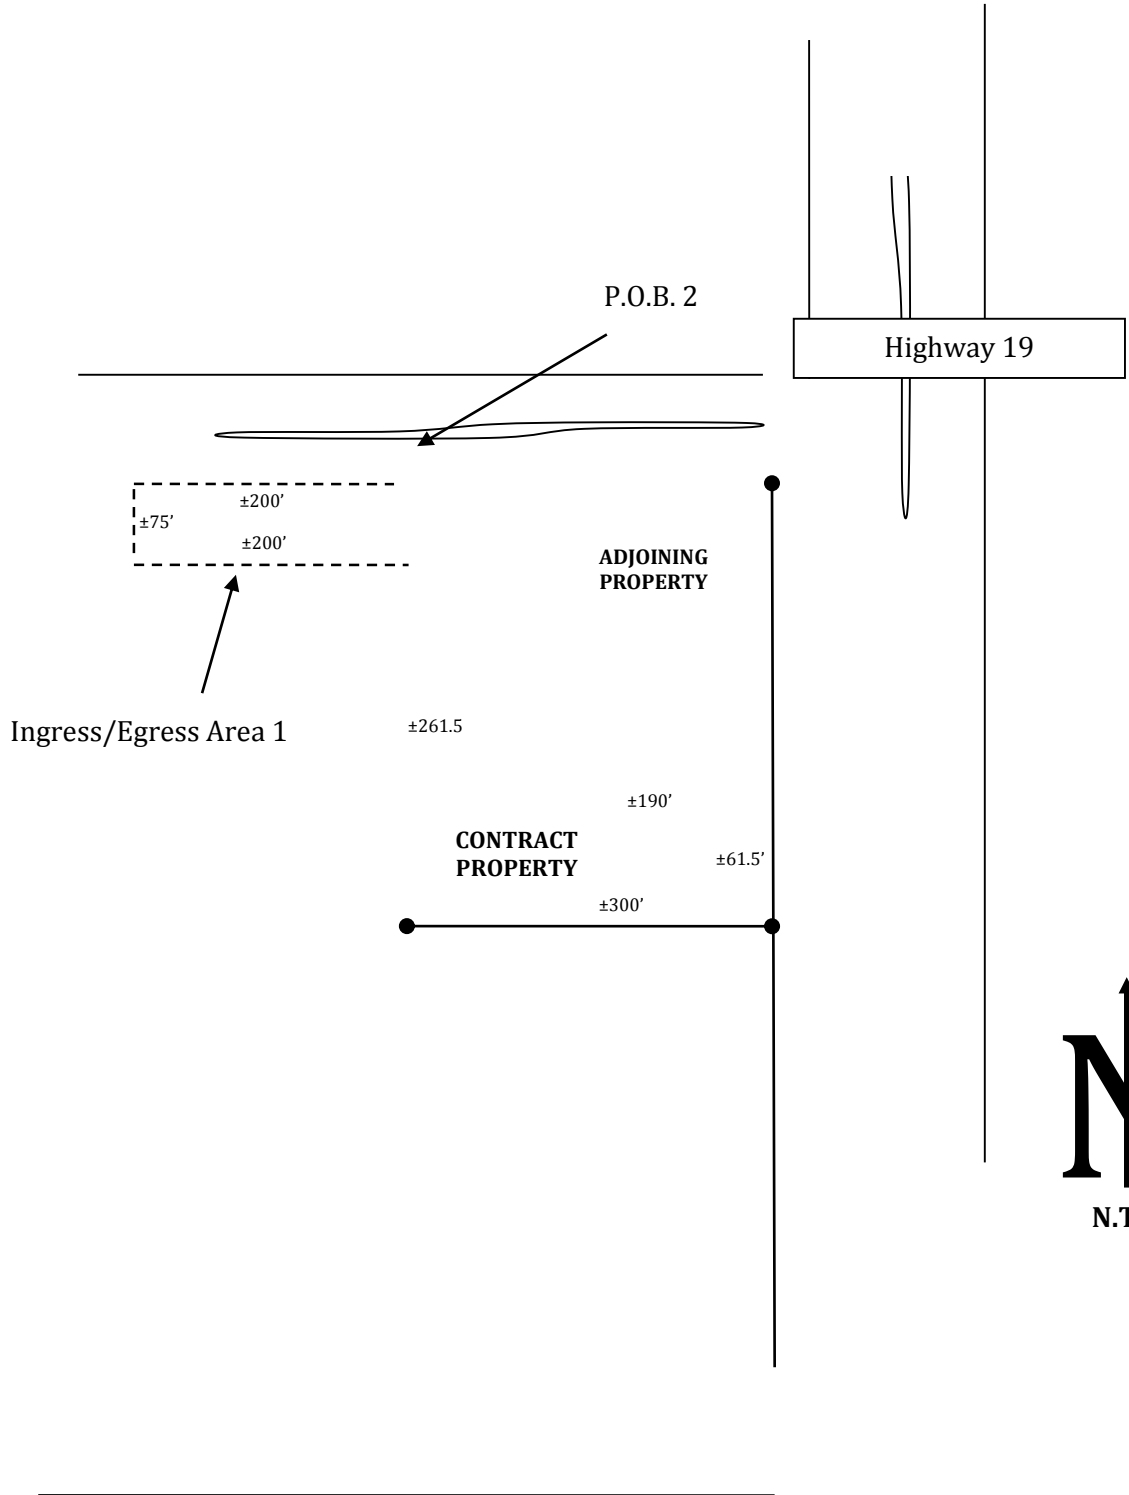 P.O.B. 2
Highway 19
±200’
±75’
±200’
ADJOINING
PROPERTY
Ingress/Egress Area 1
±261.5
±190’
CONTRACT
PROPERTY
±61.5’
±300’
N
N.T